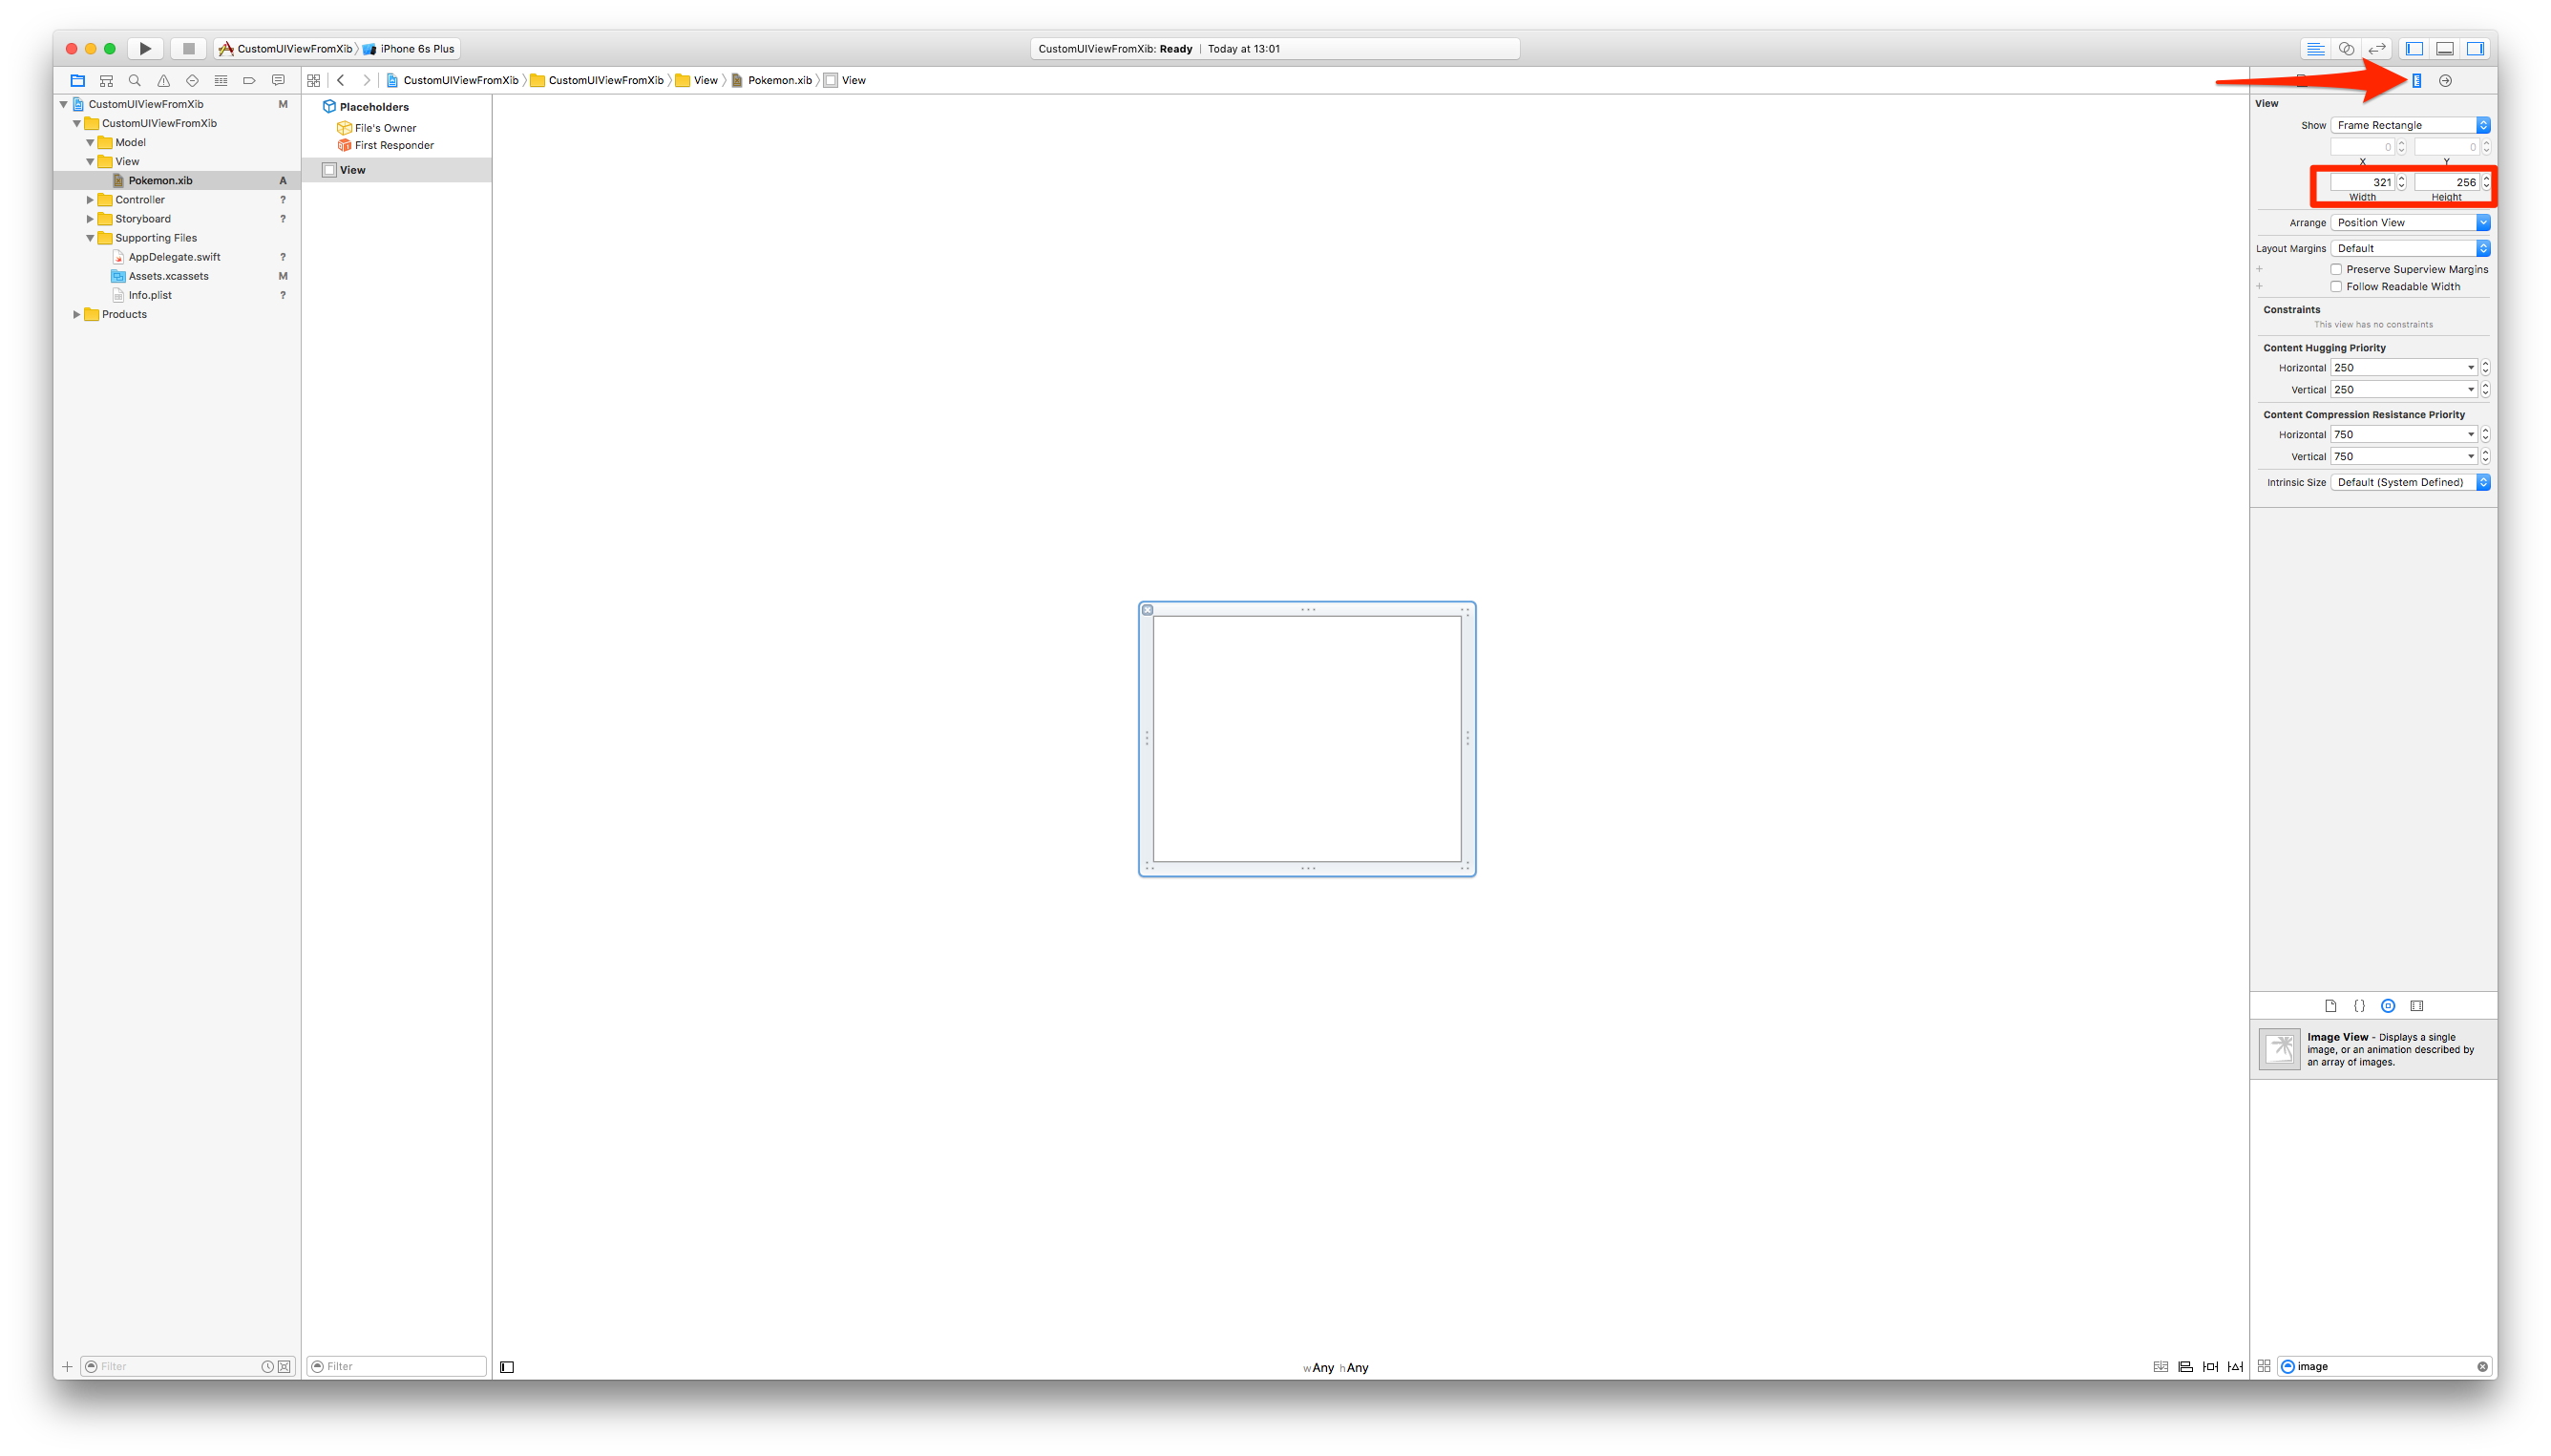 CustomUIViewFromXib iPhone 6s Plus
CustomUIViewFromXib: Ready Today at 13:01
CustomUIViewFromXib CustomUIViewFromXib View Pokemon.xib View
CustomUIViewFromXib M
CustomUIViewFromXib
Model
View
Pokemon.xib A
Controller ?
Storyboard ?
Supporting Files
AppDelegate.swift ?
Assets.xcassets M
Info.plist ?
Products
Filter
Placeholders
File's Owner
First Responder
View
Filter
wAny hAny
View
Show Frame Rectangle
0 0
X Y
321 256
Width Height
Arrange Position View
Layout Margins Default
+ Preserve Superview Margins
+ Follow Readable Width
Constraints
This view has no constraints
Content Hugging Priority
Horizontal 250
Vertical 250
Content Compression Resistance Priority
Horizontal 750
Vertical 750
Intrinsic Size Default (System Defined)
{ }
Image View - Displays a single
image, or an animation described by
an array of images.
image